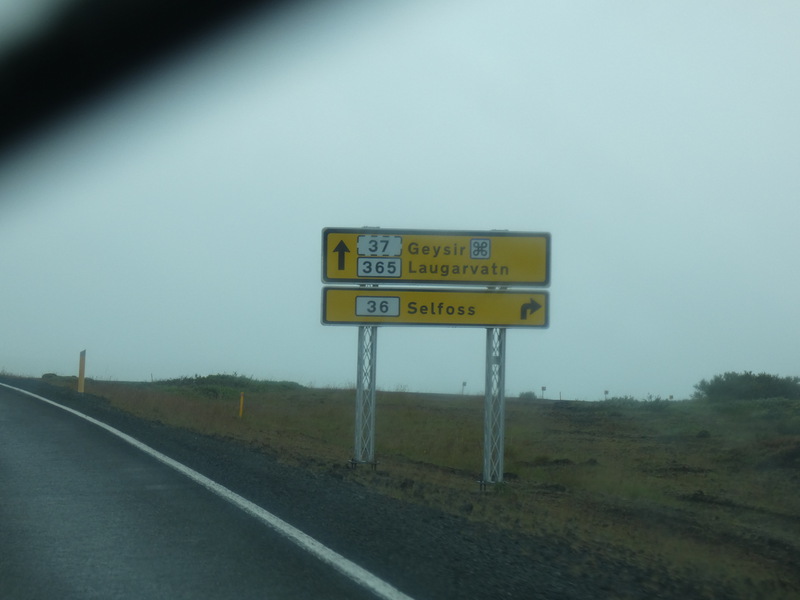 37 Geysir ⌘
365 Laugarvatn
36 Selfoss